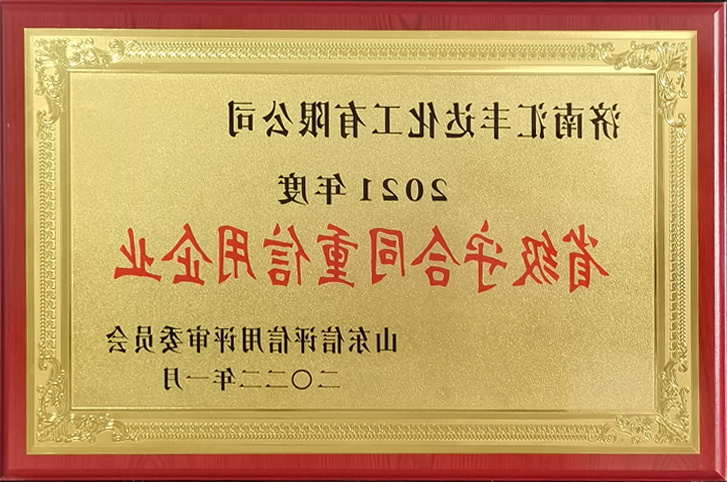 济南汇丰达化工有限公司
2021年度
省级守合同重信用企业
山东信评信用评审委员会
二〇二二年一月